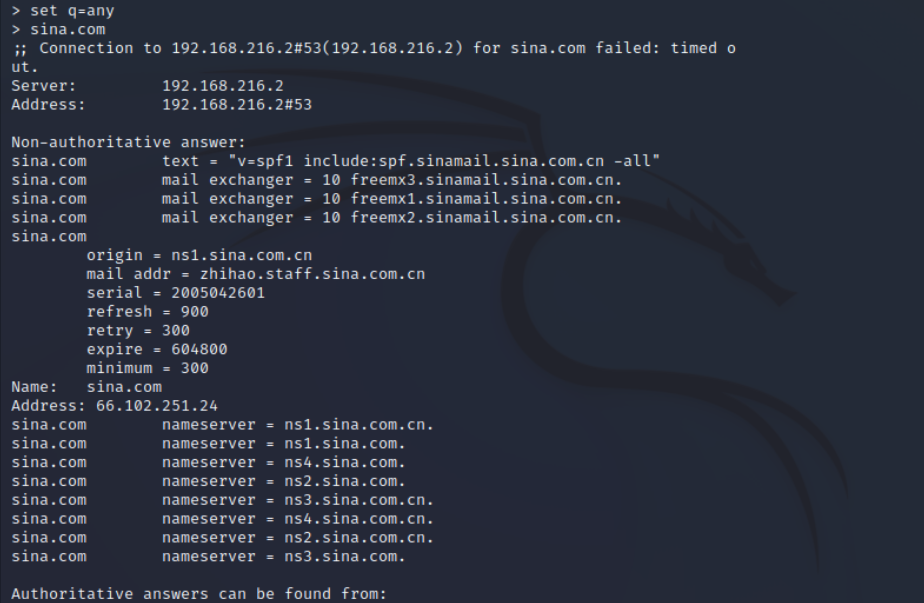 > set q=any
> sina.com
;; Connection to 192.168.216.2#53(192.168.216.2) for sina.com failed: timed o
ut.
Server:         192.168.216.2
Address:        192.168.216.2#53

Non-authoritative answer:
sina.com        text = "v=spf1 include:spf.sinamail.sina.com.cn -all"
sina.com        mail exchanger = 10 freemx3.sinamail.sina.com.cn.
sina.com        mail exchanger = 10 freemx1.sinamail.sina.com.cn.
sina.com        mail exchanger = 10 freemx2.sinamail.sina.com.cn.
sina.com
        origin = ns1.sina.com.cn
        mail addr = zhihao.staff.sina.com.cn
        serial = 2005042601
        refresh = 900
        retry = 300
        expire = 604800
        minimum = 300
Name:   sina.com
Address: 66.102.251.24
sina.com        nameserver = ns1.sina.com.cn.
sina.com        nameserver = ns1.sina.com.
sina.com        nameserver = ns4.sina.com.
sina.com        nameserver = ns2.sina.com.
sina.com        nameserver = ns3.sina.com.cn.
sina.com        nameserver = ns4.sina.com.cn.
sina.com        nameserver = ns2.sina.com.cn.
sina.com        nameserver = ns3.sina.com.

Authoritative answers can be found from: